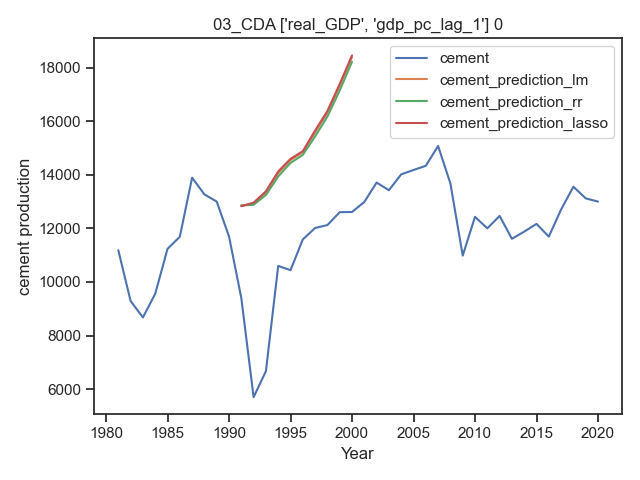 03_CDA ['real_GDP', 'gdp_pc_lag_1'] 0
cement
cement_prediction_lm
cement_prediction_rr
cement_prediction_lasso
18000
16000
14000
12000
10000
8000
6000
cement production
1980 1985 1990 1995 2000 2005 2010 2015 2020
Year